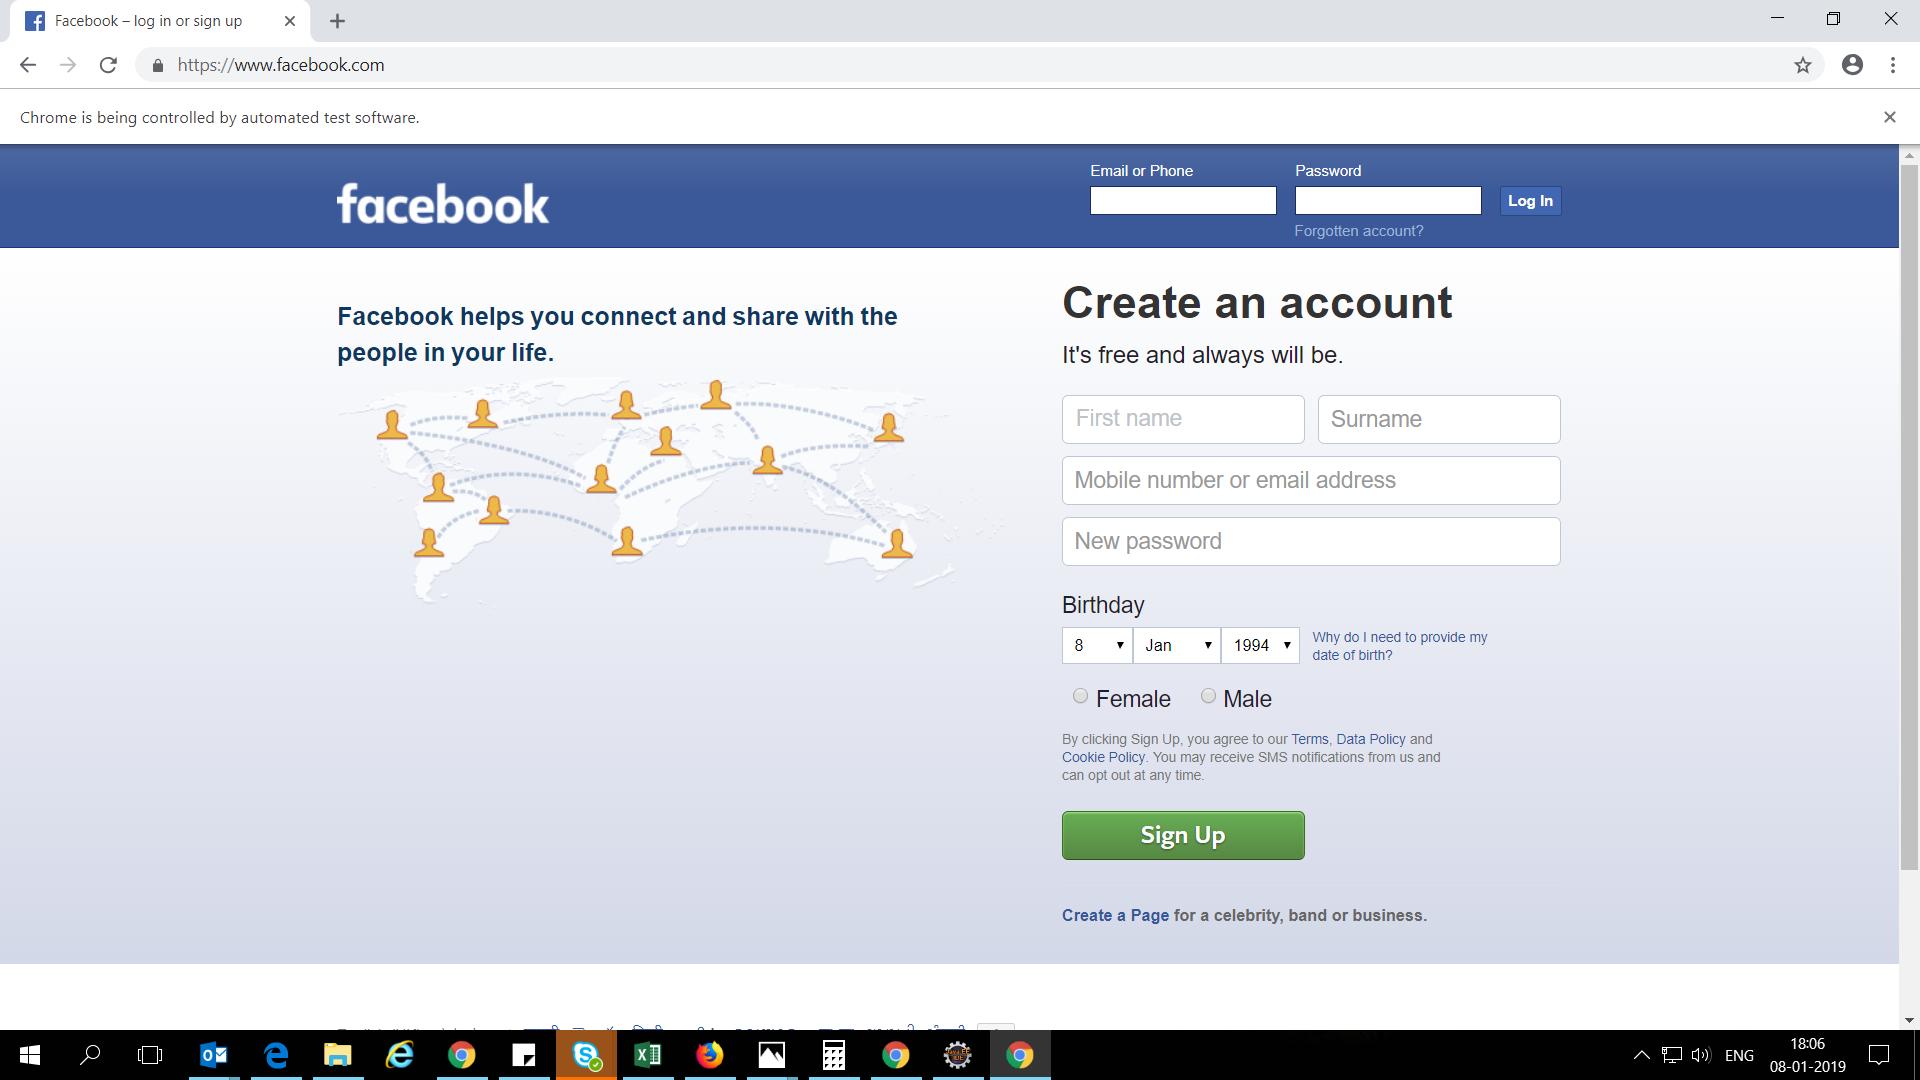 Facebook – log in or sign up
https://www.facebook.com
Chrome is being controlled by automated test software.
facebook
Email or Phone
Password
Log In
Forgotten account?
Facebook helps you connect and share with the
people in your life.
Create an account
It's free and always will be.
First name
Surname
Mobile number or email address
New password
Birthday
8
Jan
1994
Why do I need to provide my
date of birth?
Female
Male
By clicking Sign Up, you agree to our Terms, Data Policy and
Cookie Policy. You may receive SMS notifications from us and
can opt out at any time.
Sign Up
Create a Page for a celebrity, band or business.
ENG
18:06
08-01-2019